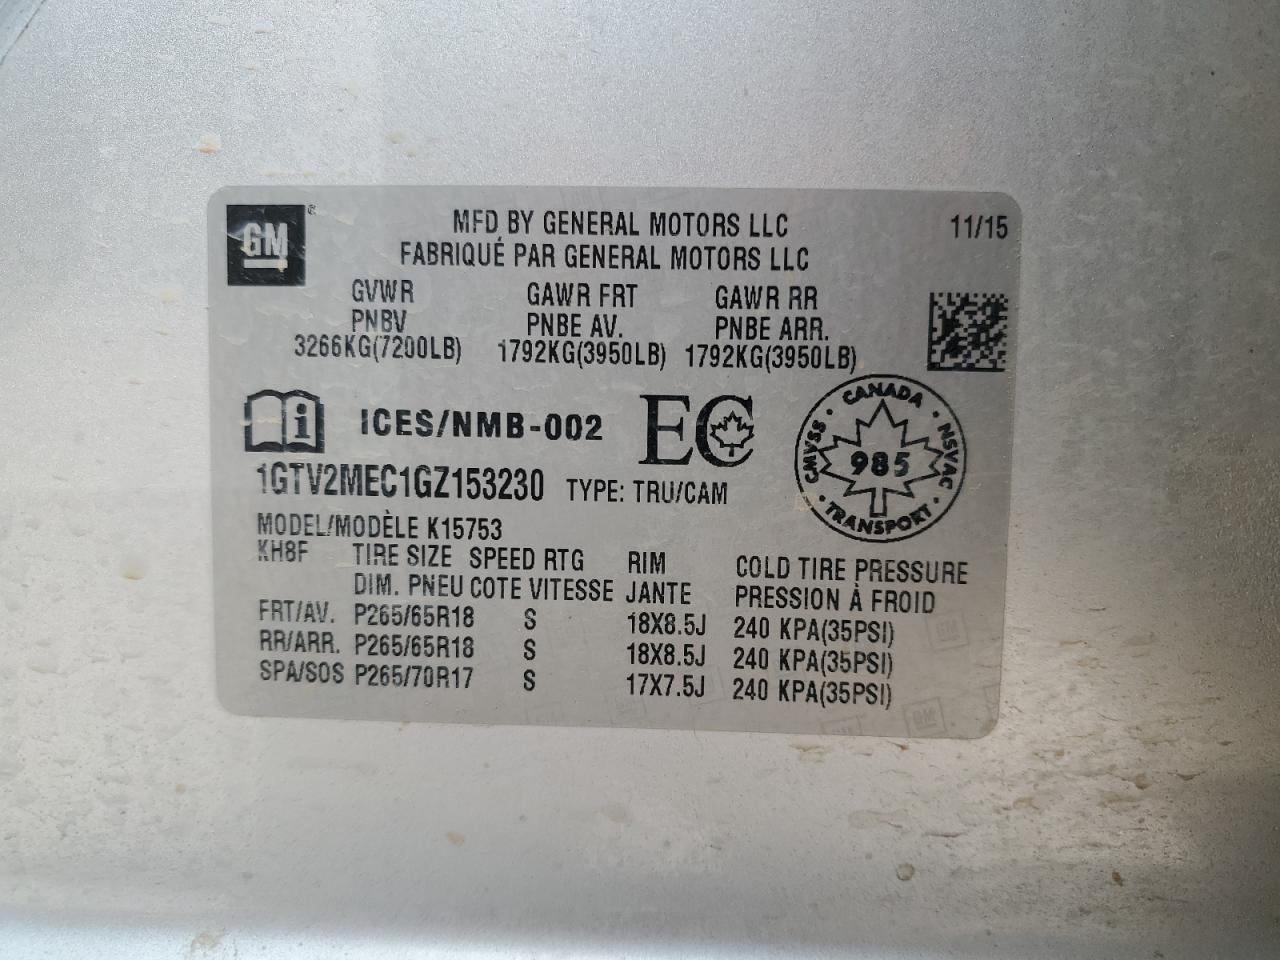 GM
MFD BY GENERAL MOTORS LLC
11/15
FABRIQUÉ PAR GENERAL MOTORS LLC
GVWR GAWR FRT GAWR RR
PNBV PNBE AV. PNBE ARR.
3266KG(7200LB) 1792KG(3950LB) 1792KG(3950LB)
ICES/NMB-002 EC
CANADA
CMVSS
985
NSVAC
TRANSPORT
1GTV2MEC1GZ153230 TYPE: TRU/CAM
MODEL/MODÈLE K15753
KH8F TIRE SIZE SPEED RTG RIM COLD TIRE PRESSURE
DIM. PNEU COTE VITESSE JANTE PRESSION À FROID
FRT/AV. P265/65R18 S 18X8.5J 240 KPA(35PSI)
RR/ARR. P265/65R18 S 18X8.5J 240 KPA(35PSI)
SPA/SOS P265/70R17 S 17X7.5J 240 KPA(35PSI)
GM
GM